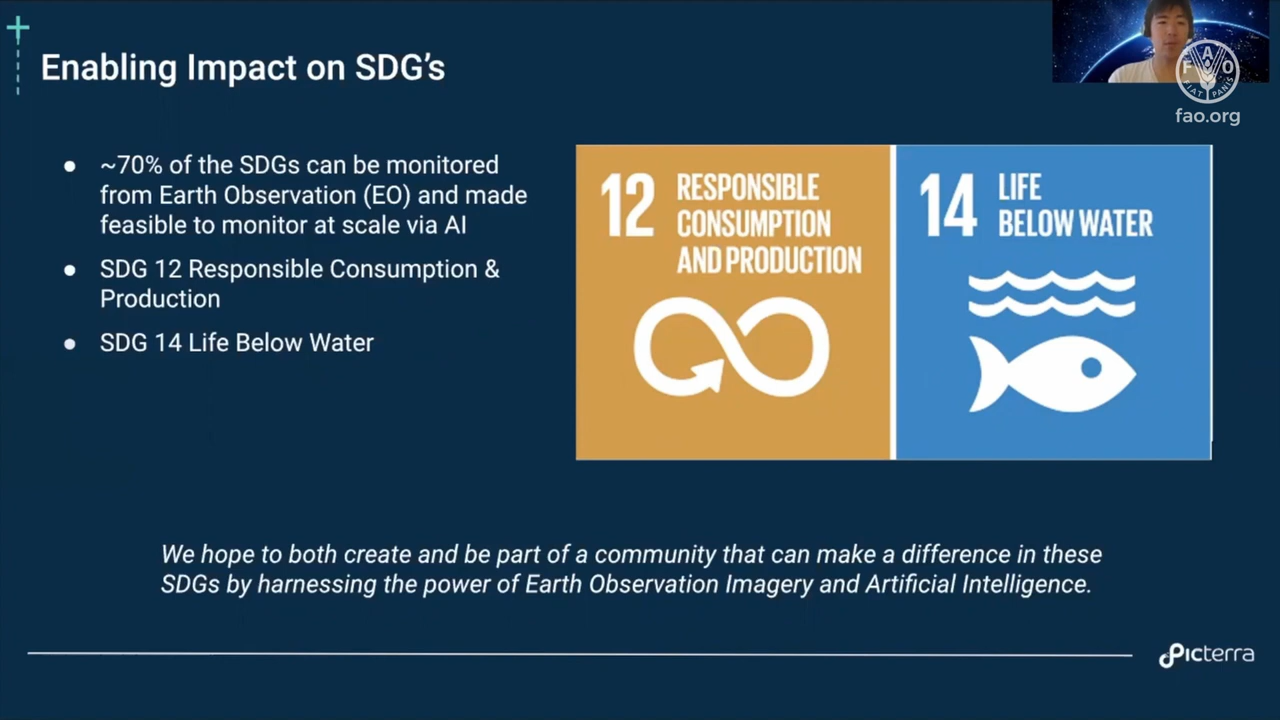 Enabling Impact on SDG's
~70% of the SDGs can be monitored
from Earth Observation (EO) and made
feasible to monitor at scale via AI
SDG 12 Responsible Consumption &
Production
SDG 14 Life Below Water
12 RESPONSIBLE
CONSUMPTION
AND PRODUCTION
14 LIFE
BELOW WATER
F A O
FIAT PANIS
fao.org
We hope to both create and be part of a community that can make a difference in these
SDGs by harnessing the power of Earth Observation Imagery and Artificial Intelligence.
Picterra